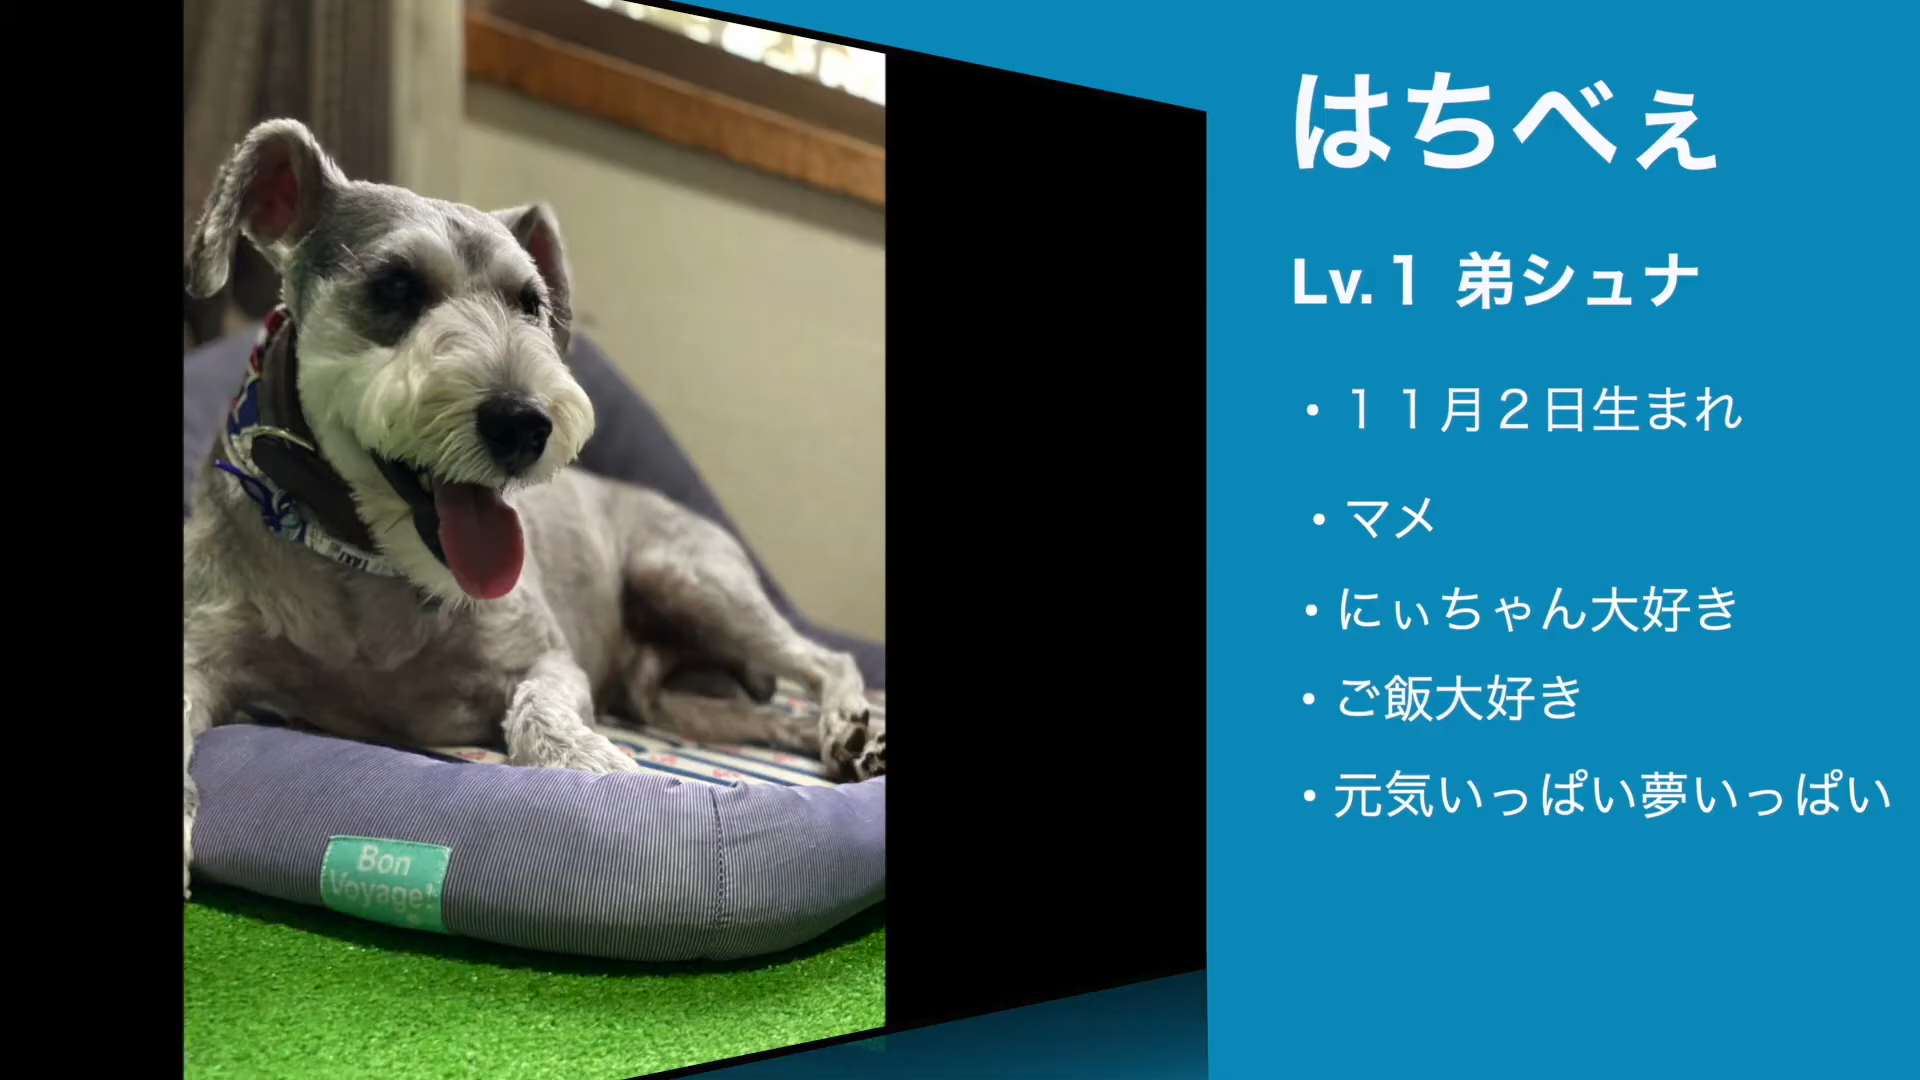 はちべぇ
Lv.１ 弟シュナ
・１１月２日生まれ
・マメ
・にぃちゃん大好き
・ご飯大好き
・元気いっぱい夢いっぱい
Bon
Voyage!